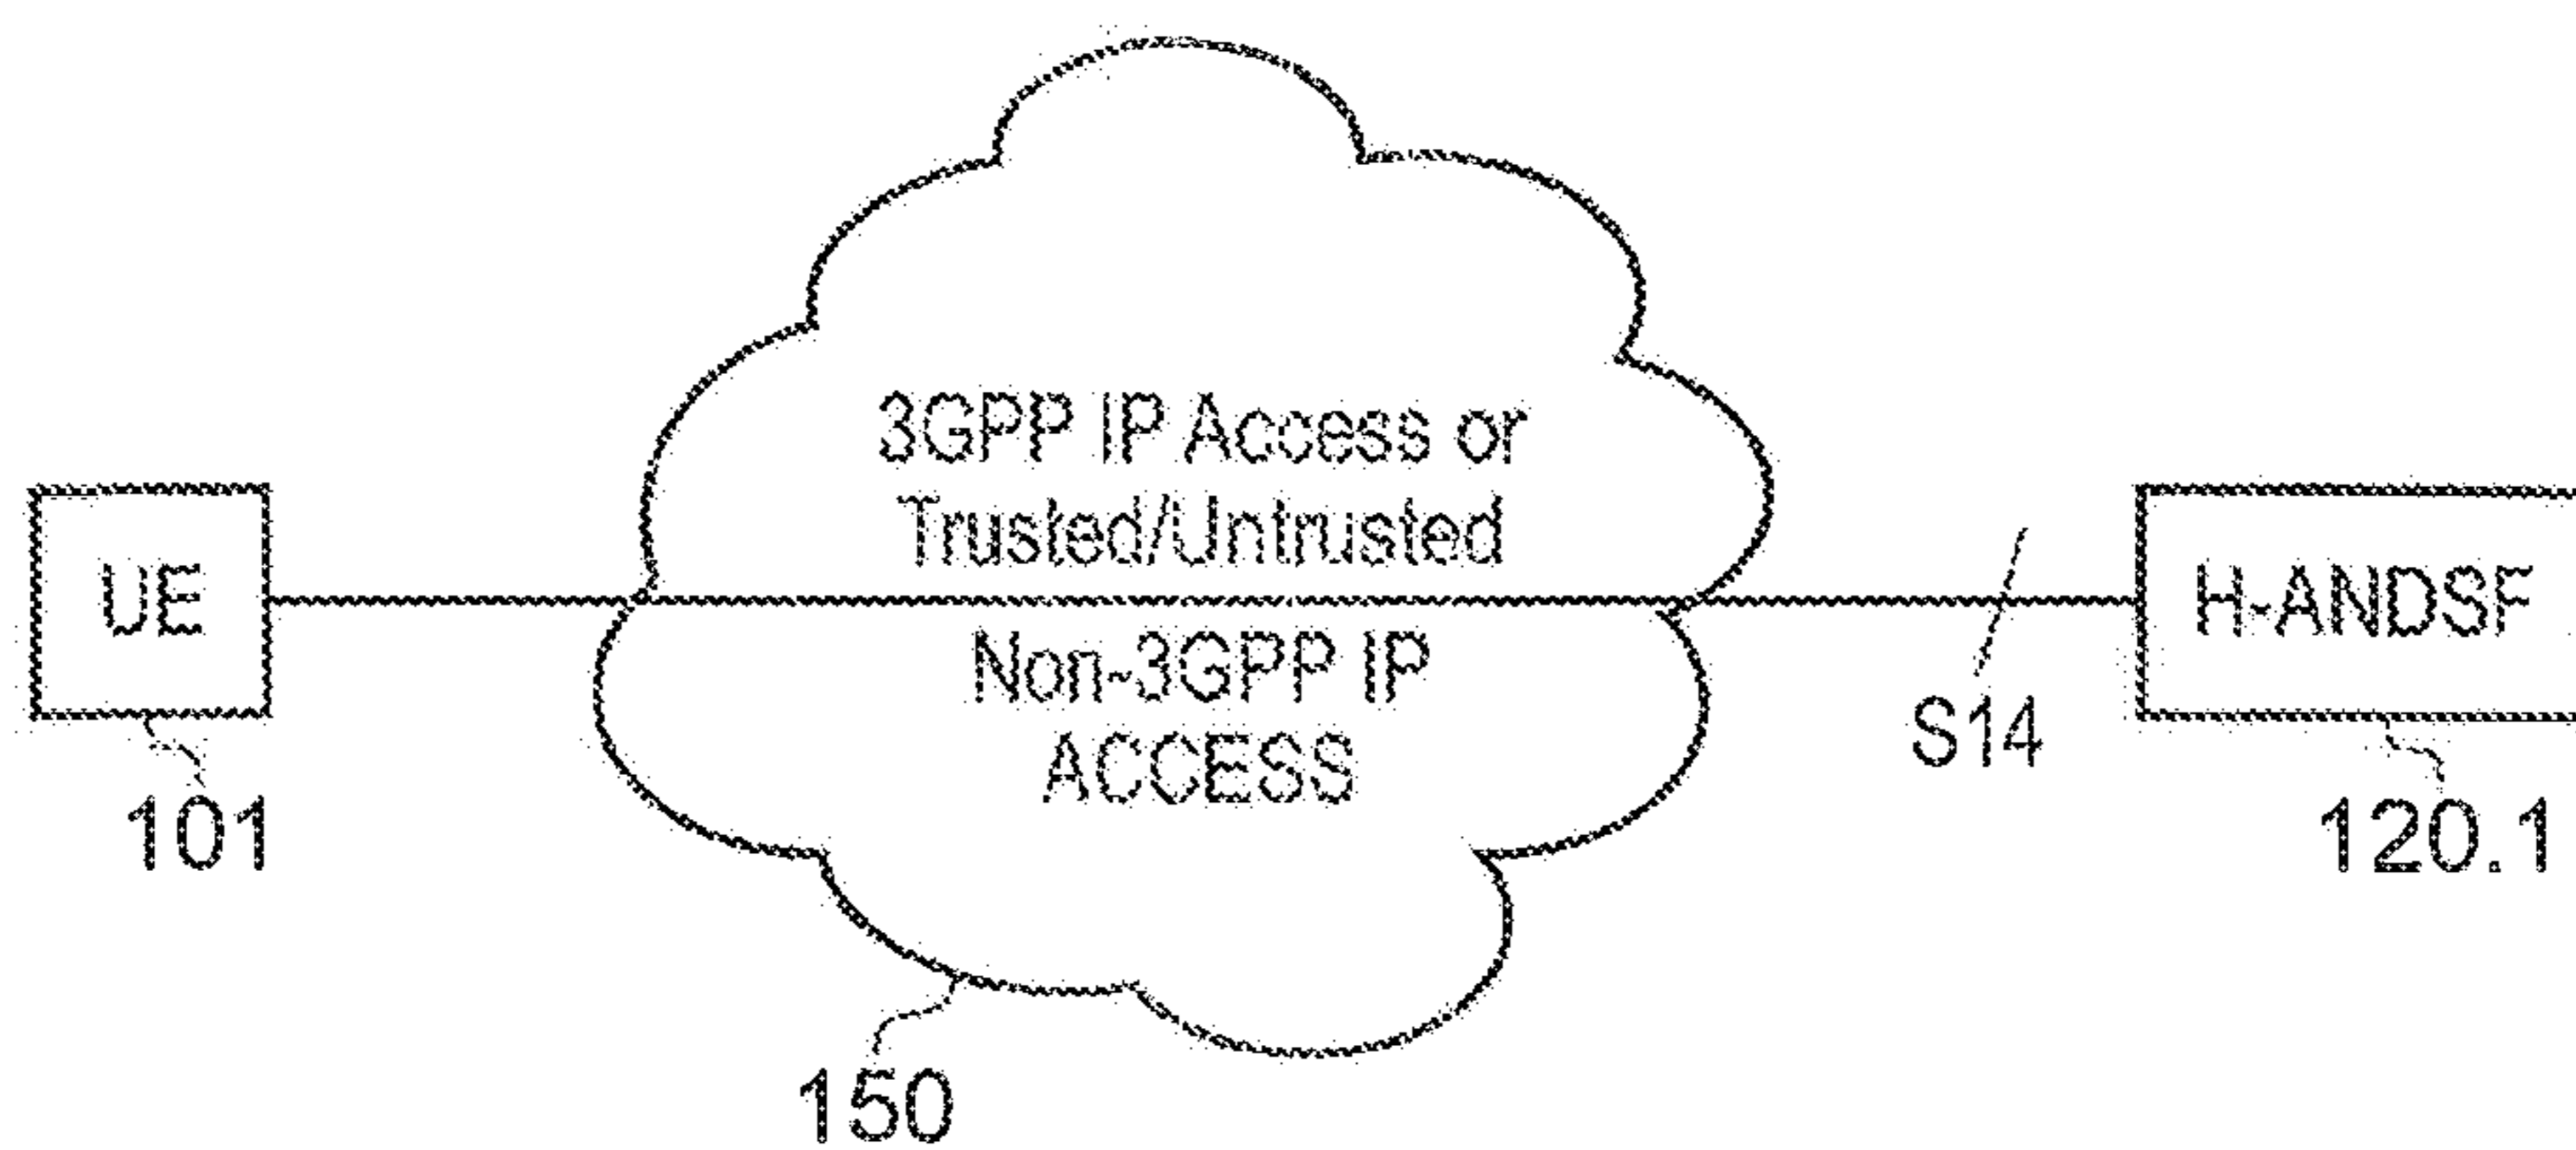 3GPP IP Access or
Trusted/Untrusted
UE
H-ANDSF
Non-3GPP IP
ACCESS
S14
101
120.1
150